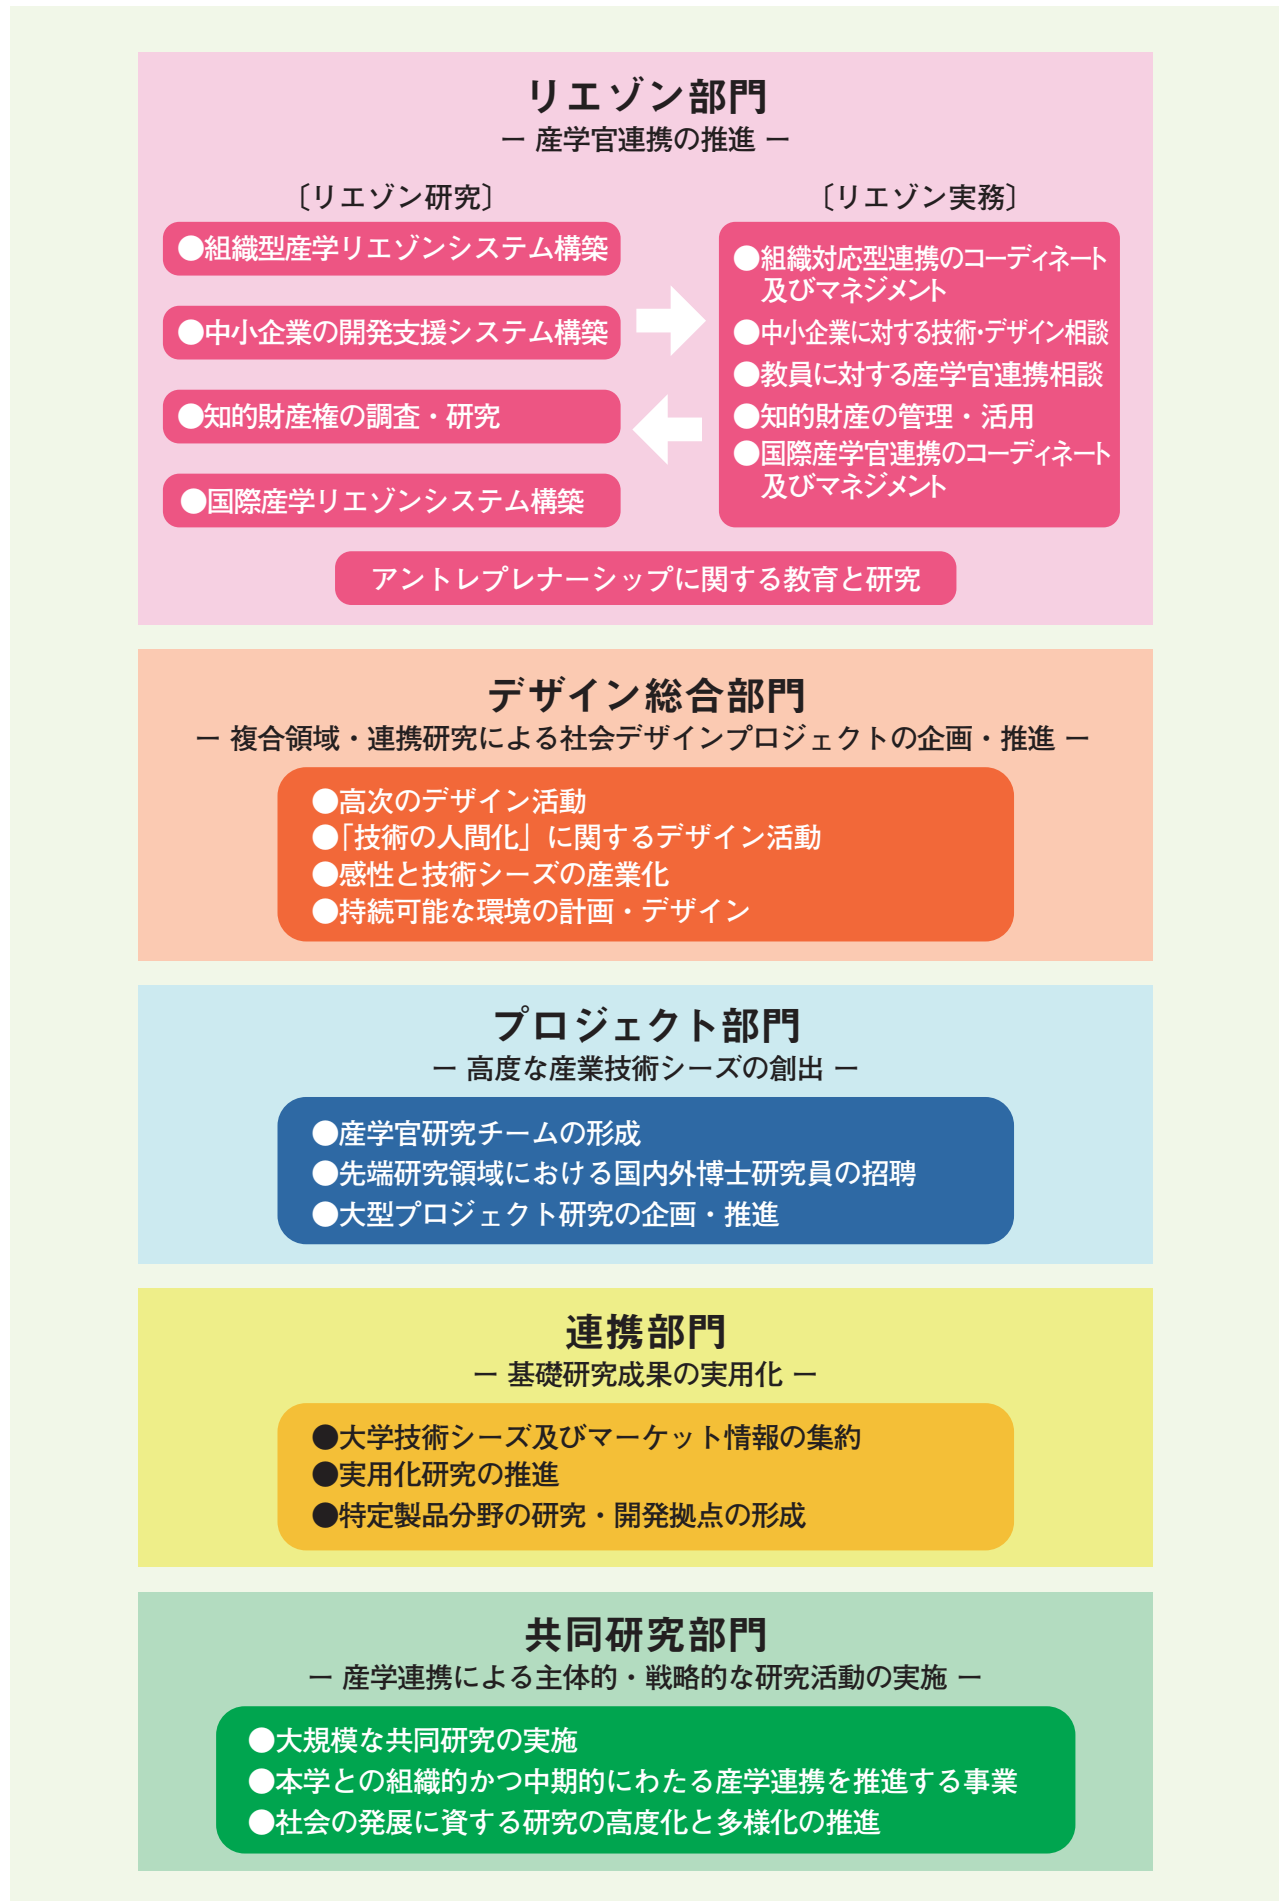 リエゾン部門
ー 産学官連携の推進 ー
〔リエゾン研究〕
●組織型産学リエゾンシステム構築
●中小企業の開発支援システム構築
●知的財産権の調査・研究
●国際産学リエゾンシステム構築
〔リエゾン実務〕
●組織対応型連携のコーディネート
及びマネジメント
●中小企業に対する技術・デザイン相談
●教員に対する産学官連携相談
●知的財産の管理・活用
●国際産学官連携のコーディネート
及びマネジメント
アントレプレナーシップに関する教育と研究
デザイン総合部門
ー 複合領域・連携研究による社会デザインプロジェクトの企画・推進 ー
●高次のデザイン活動
●「技術の人間化」に関するデザイン活動
●感性と技術シーズの産業化
●持続可能な環境の計画・デザイン
プロジェクト部門
ー 高度な産業技術シーズの創出 ー
●産学官研究チームの形成
●先端研究領域における国内外博士研究員の招聘
●大型プロジェクト研究の企画・推進
連携部門
ー 基礎研究成果の実用化 ー
●大学技術シーズ及びマーケット情報の集約
●実用化研究の推進
●特定製品分野の研究・開発拠点の形成
共同研究部門
ー 産学連携による主体的・戦略的な研究活動の実施 ー
●大規模な共同研究の実施
●本学との組織的かつ中期的にわたる産学連携を推進する事業
●社会の発展に資する研究の高度化と多様化の推進